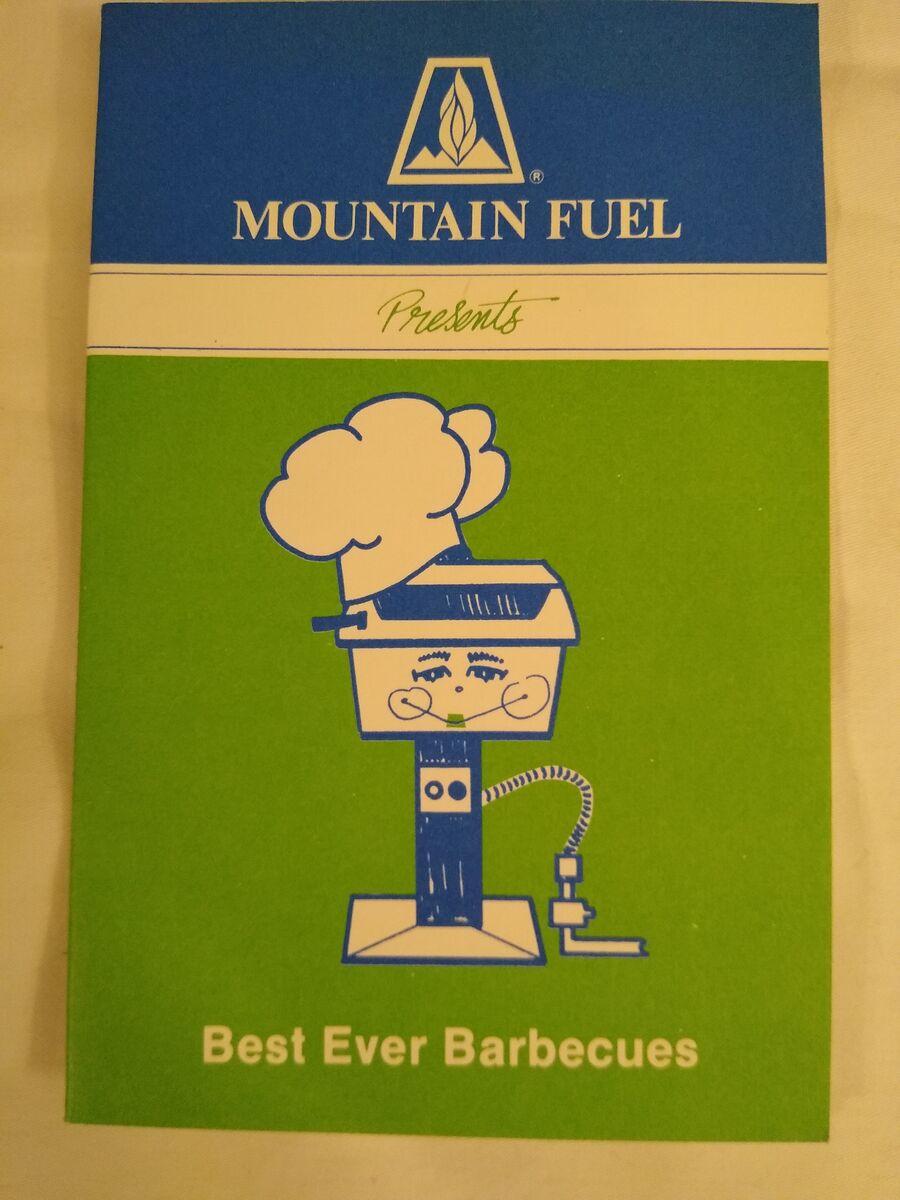 ®
MOUNTAIN FUEL
Presents
Best Ever Barbecues